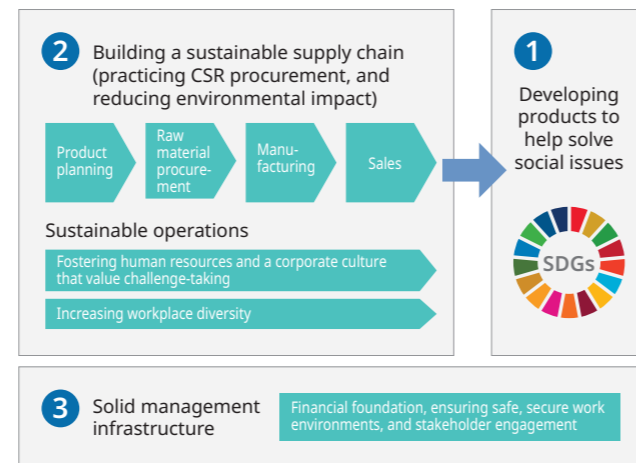 2
Building a sustainable supply chain
(practicing CSR procurement, and
reducing environmental impact)
Product
planning
Raw
material
procure-
ment
Manu-
facturing
Sales
Sustainable operations
Fostering human resources and a corporate culture
that value challenge-taking
Increasing workplace diversity
1
Developing
products to
help solve
social issues
SDGs
3
Solid management
infrastructure
Financial foundation, ensuring safe, secure work
environments, and stakeholder engagement